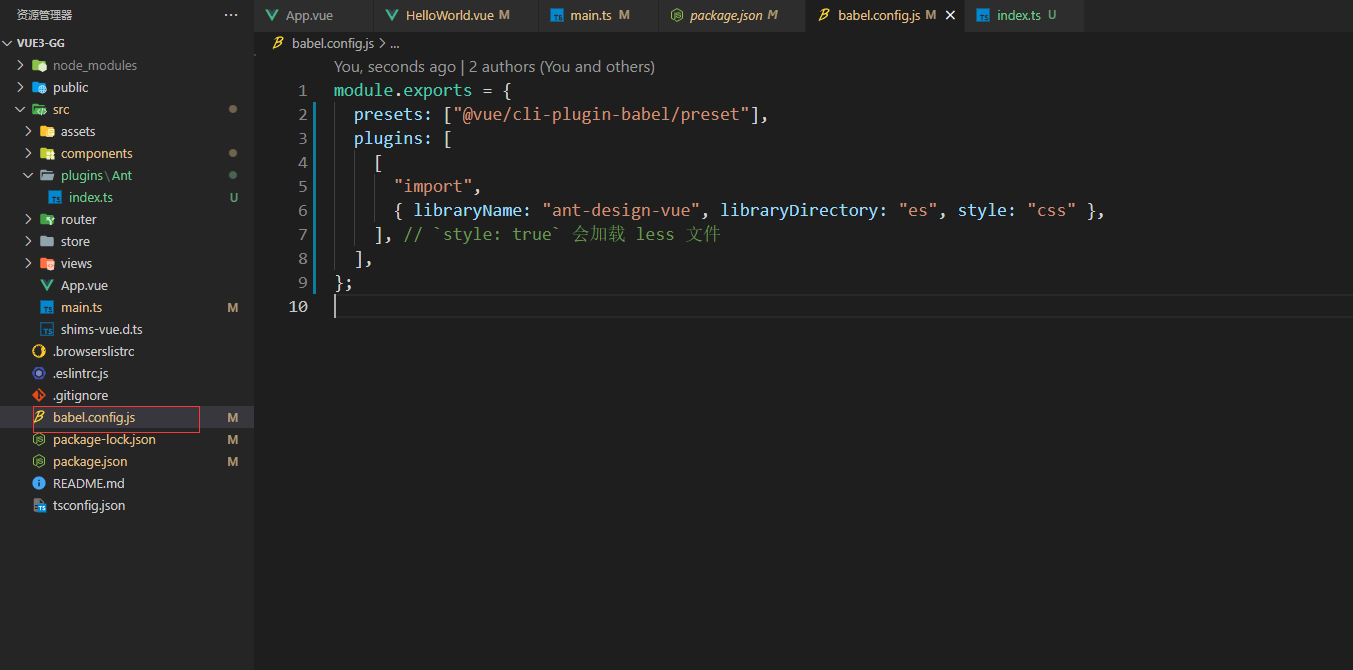 资源管理器 ···
VUE3-GG
node_modules
public
src
assets
components
plugins\Ant
index.ts U
router
store
views
App.vue
main.ts M
shims-vue.d.ts
.browserslistrc
.eslintrc.js
.gitignore
babel.config.js M
package-lock.json M
package.json M
README.md
tsconfig.json
App.vue HelloWorld.vue M main.ts M package.json M babel.config.js M index.ts U
babel.config.js > ...
You, seconds ago | 2 authors (You and others)
1 module.exports = {
2 presets: ["@vue/cli-plugin-babel/preset"],
3 plugins: [
4 [
5 "import",
6 { libraryName: "ant-design-vue", libraryDirectory: "es", style: "css" },
7 ], // `style: true` 会加载 less 文件
8 ],
9 };
10